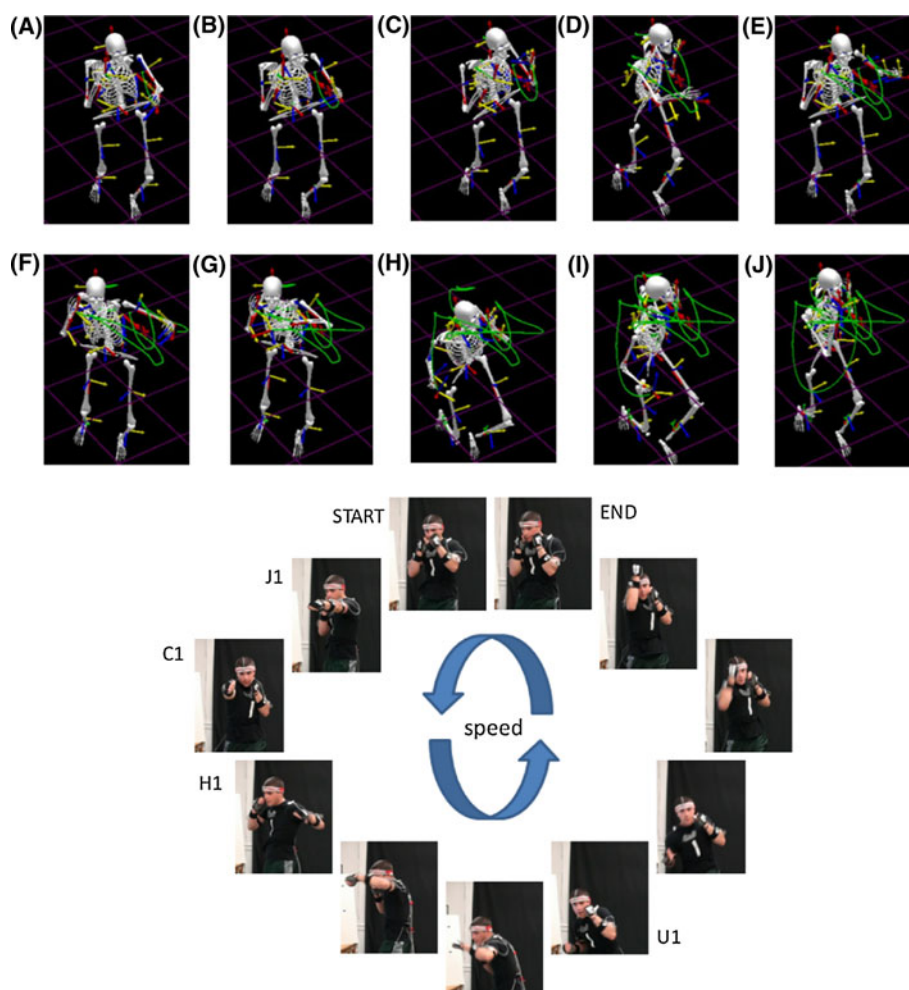 (A) (B) (C) (D) (E)
(F) (G) (H) (I) (J)
START END
J1
C1
speed
H1
U1